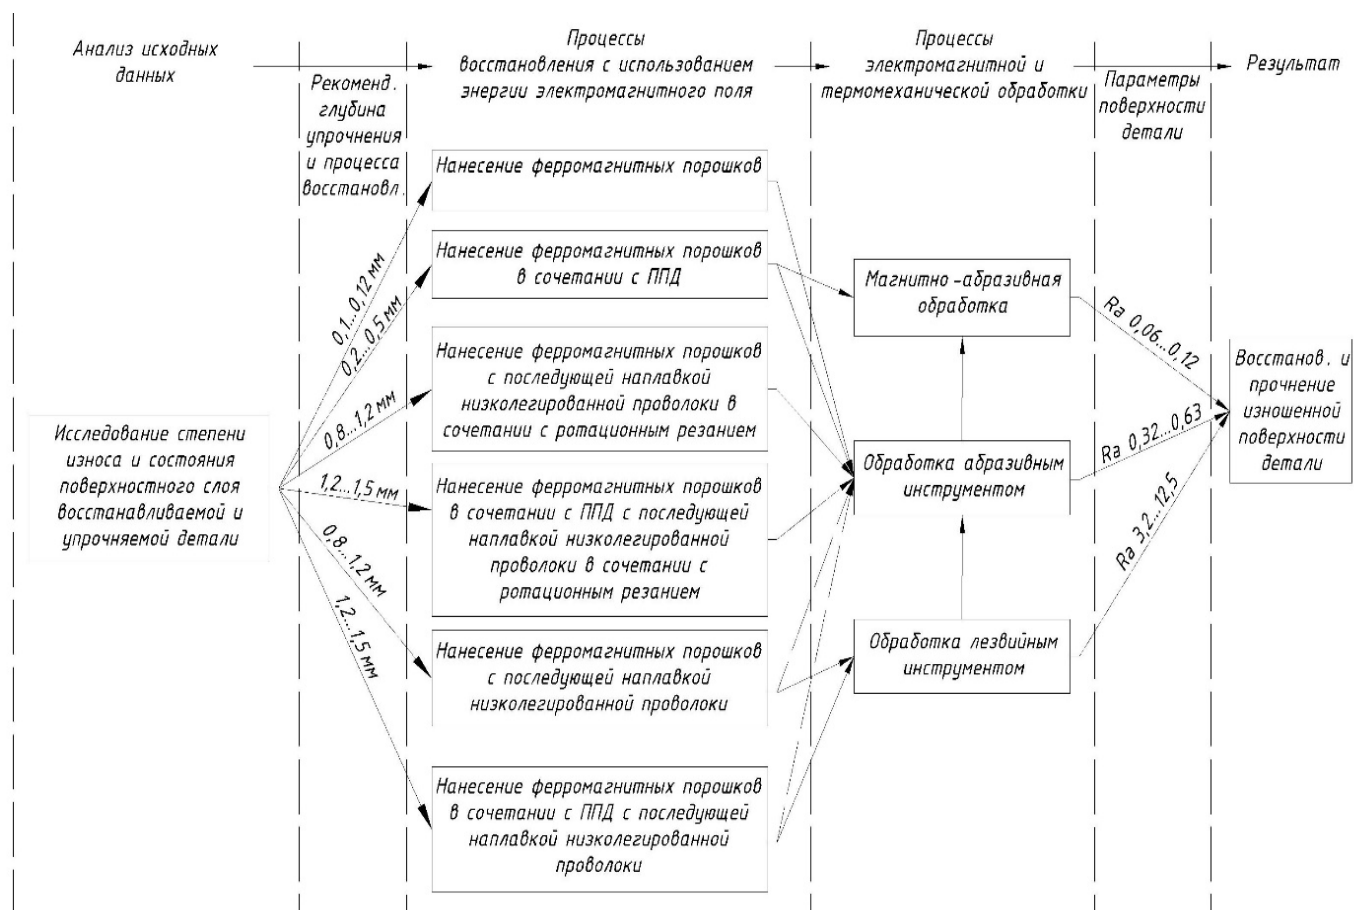 Анализ исходных
данных
Рекоменд.
глубина
упрочнения
и процесса
восстановл.
Процессы
восстановления с использованием
энергии электромагнитного поля
Процессы
электромагнитной и
термомеханической обработки
Параметры
поверхности
детали
Результат
Исследование степени
износа и состояния
поверхностного слоя
восстанавливаемой и
упрочняемой детали
0,1...0,12 мм
0,2...0,5 мм
0,8...1,2 мм
1,2...1,5 мм
0,8...1,2 мм
1,2...1,5 мм
Нанесение ферромагнитных порошков
Нанесение ферромагнитных порошков
в сочетании с ППД
Нанесение ферромагнитных порошков
с последующей наплавкой
низколегированной проволоки в
сочетании с ротационным резанием
Нанесение ферромагнитных порошков
в сочетании с ППД с последующей
наплавкой низколегированной
проволоки в сочетании с
ротационным резанием
Нанесение ферромагнитных порошков
с последующей наплавкой
низколегированной проволоки
Нанесение ферромагнитных порошков
в сочетании с ППД с последующей
наплавкой низколегированной
проволоки
Магнитно-абразивная
обработка
Обработка абразивным
инструментом
Обработка лезвийным
инструментом
Ra 0,06...0,12
Ra 0,32...0,63
Ra 3,2...12,5
Восстанов. и
прочнение
изношенной
поверхности
детали